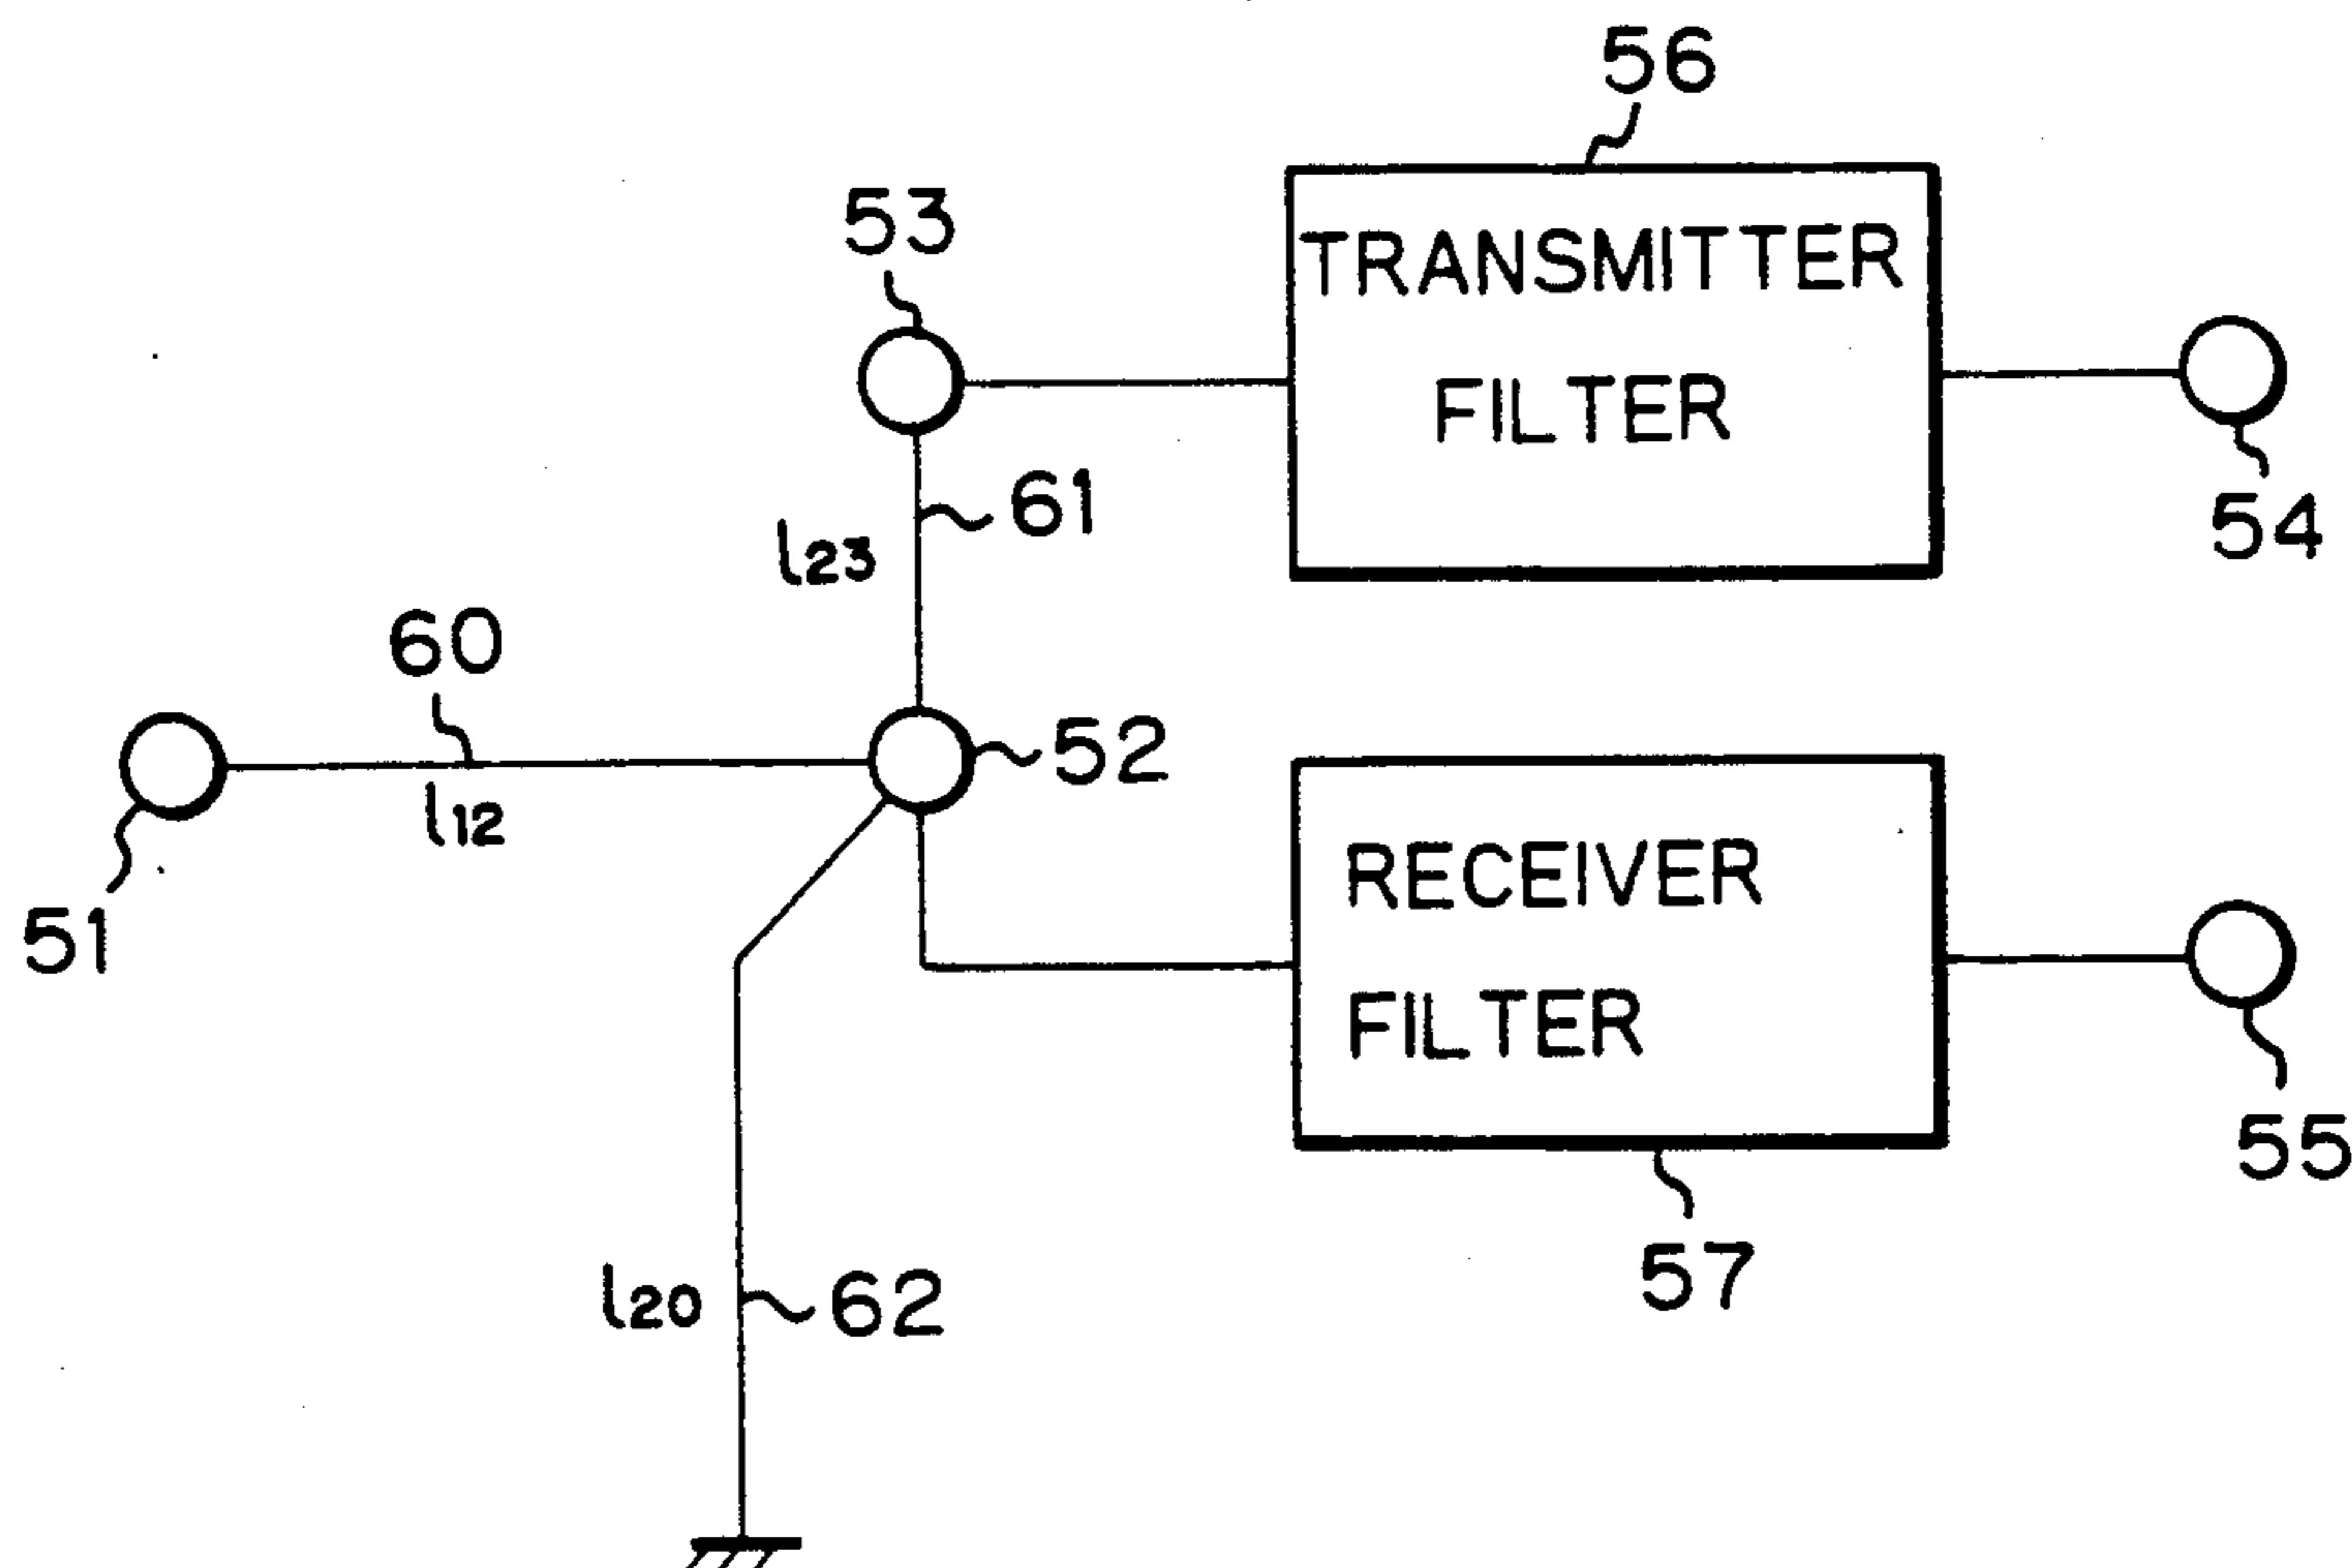 56
53
TRANSMITTER
FILTER
54
61
l23
60
52
l12
51
RECEIVER
FILTER
55
57
l20
62